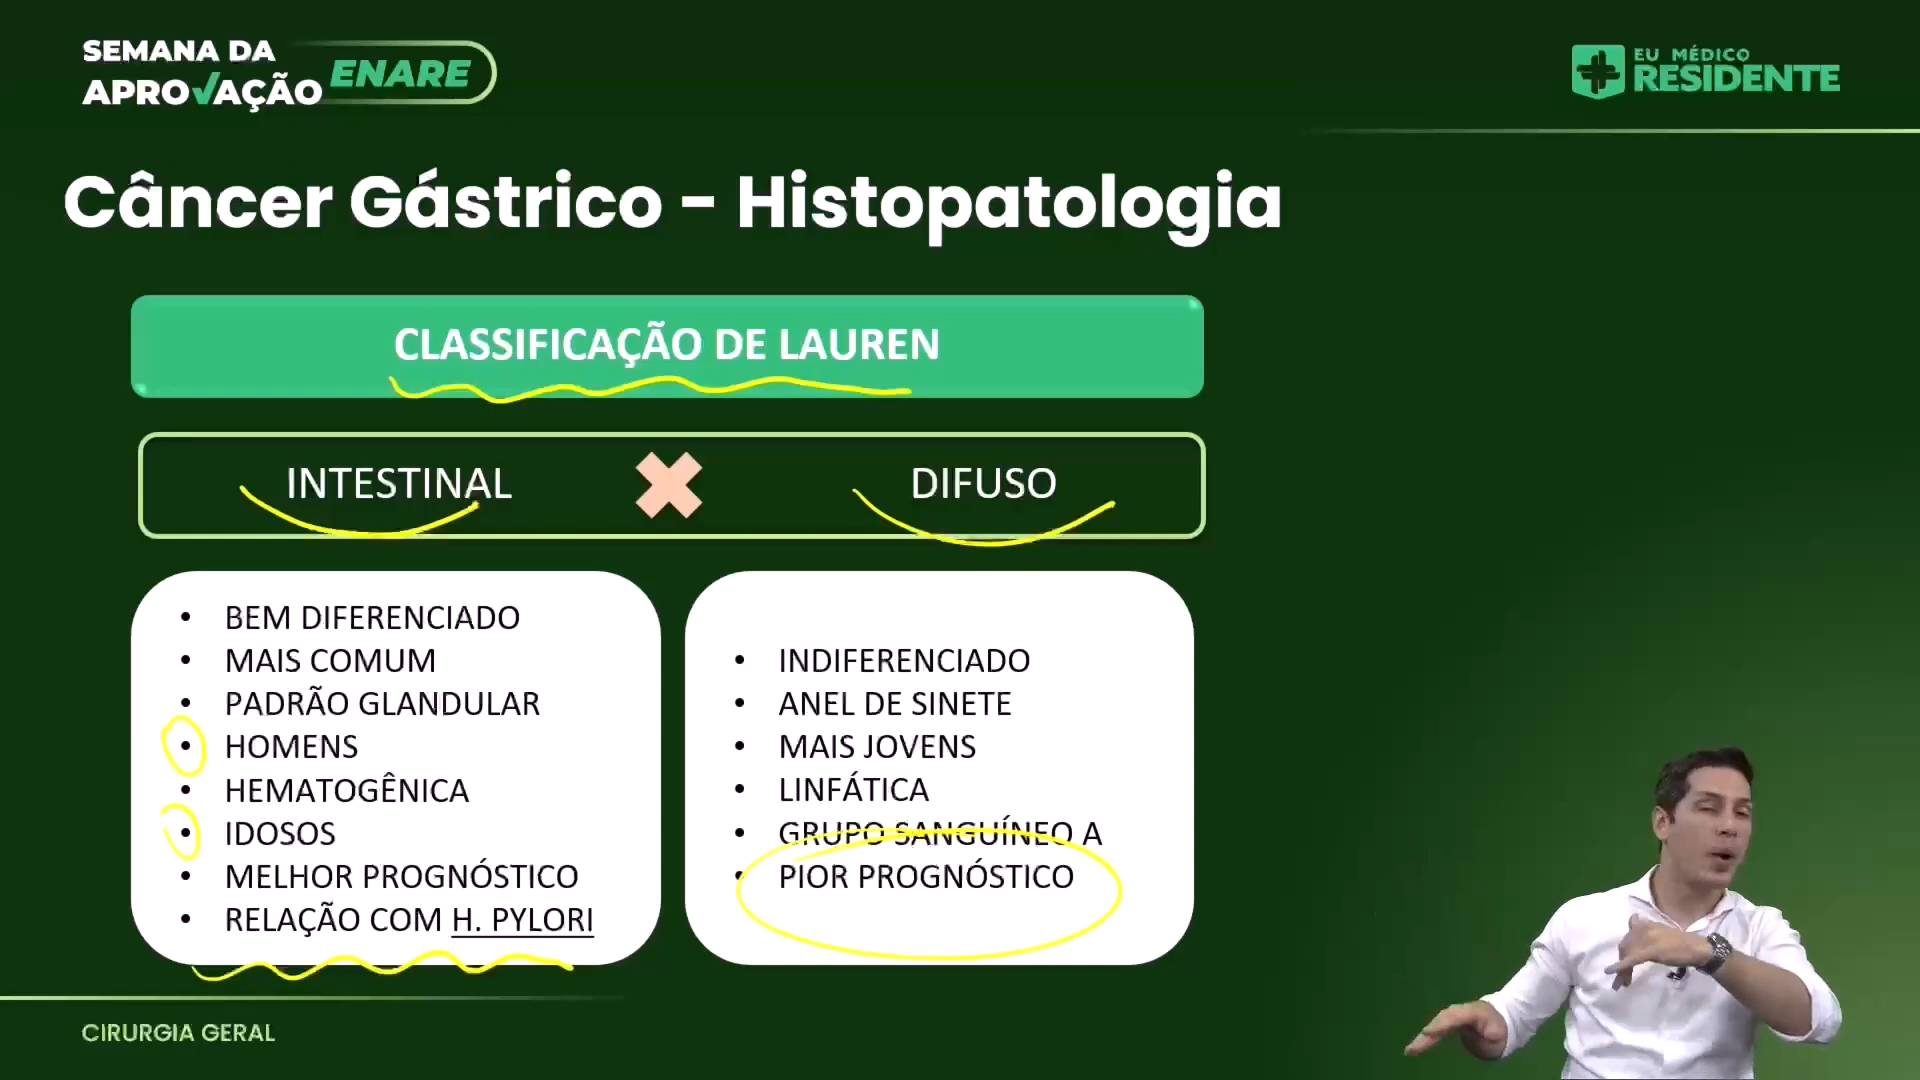 SEMANA DA
APROVAÇÃO ENARE
EU MÉDICO
RESIDENTE
Câncer Gástrico - Histopatologia
CLASSIFICAÇÃO DE LAUREN
INTESTINAL
DIFUSO
• BEM DIFERENCIADO
• MAIS COMUM
• PADRÃO GLANDULAR
• HOMENS
• HEMATOGÊNICA
• IDOSOS
• MELHOR PROGNÓSTICO
• RELAÇÃO COM H. PYLORI
• INDIFERENCIADO
• ANEL DE SINETE
• MAIS JOVENS
• LINFÁTICA
• GRUPO SANGUÍNEO A
• PIOR PROGNÓSTICO
CIRURGIA GERAL